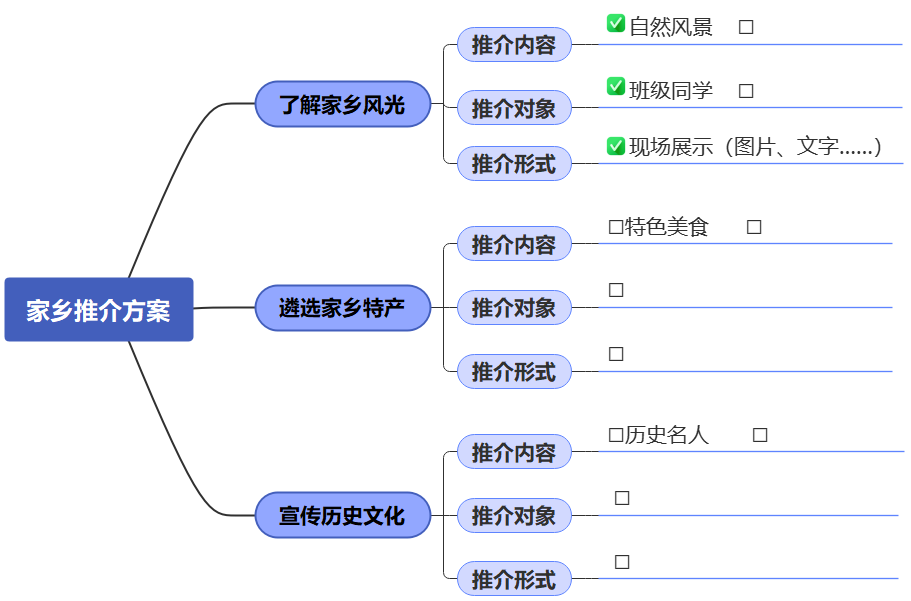 家乡推介方案
了解家乡风光
推介内容
✅自然风景 □
推介对象
✅班级同学 □
推介形式
✅现场展示（图片、文字……）
遴选家乡特产
推介内容
□特色美食 □
推介对象
□
推介形式
□
宣传历史文化
推介内容
□历史名人 □
推介对象
□
推介形式
□